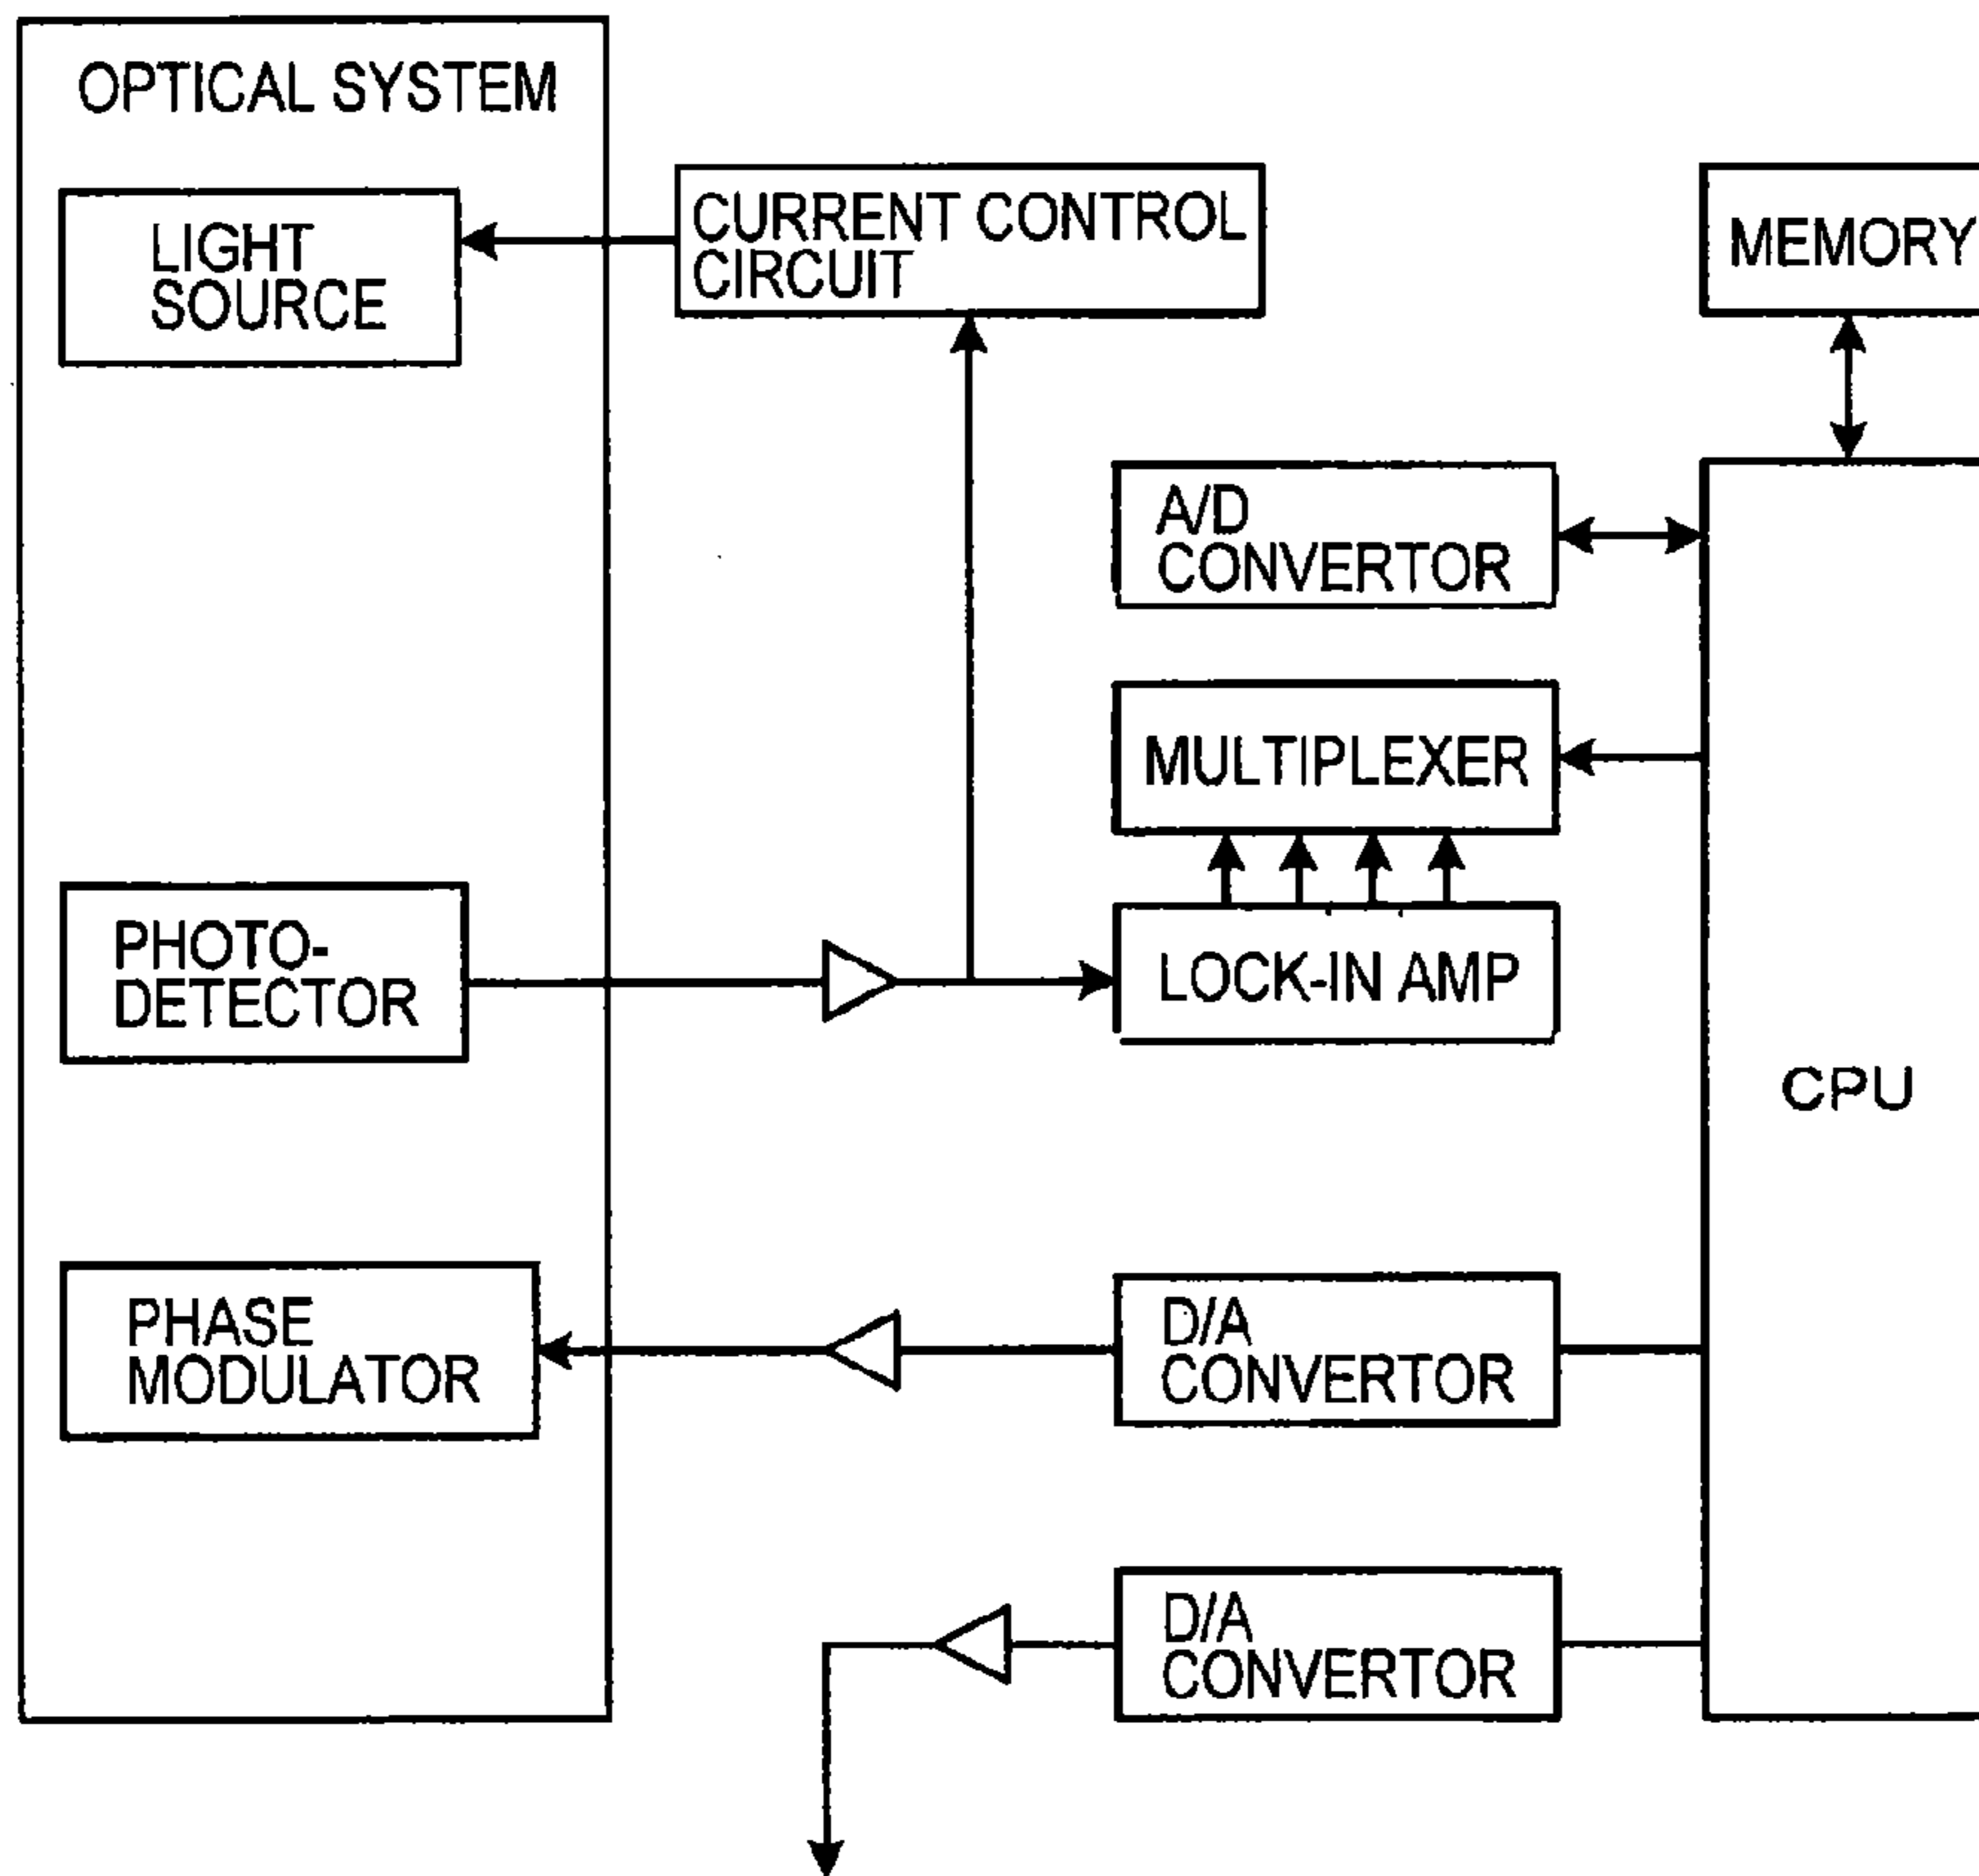 OPTICAL SYSTEM
LIGHT
SOURCE
CURRENT CONTROL
CIRCUIT
MEMORY
A/D
CONVERTOR
MULTIPLEXER
PHOTO-
DETECTOR
LOCK-IN AMP
CPU
PHASE
MODULATOR
D/A
CONVERTOR
D/A
CONVERTOR